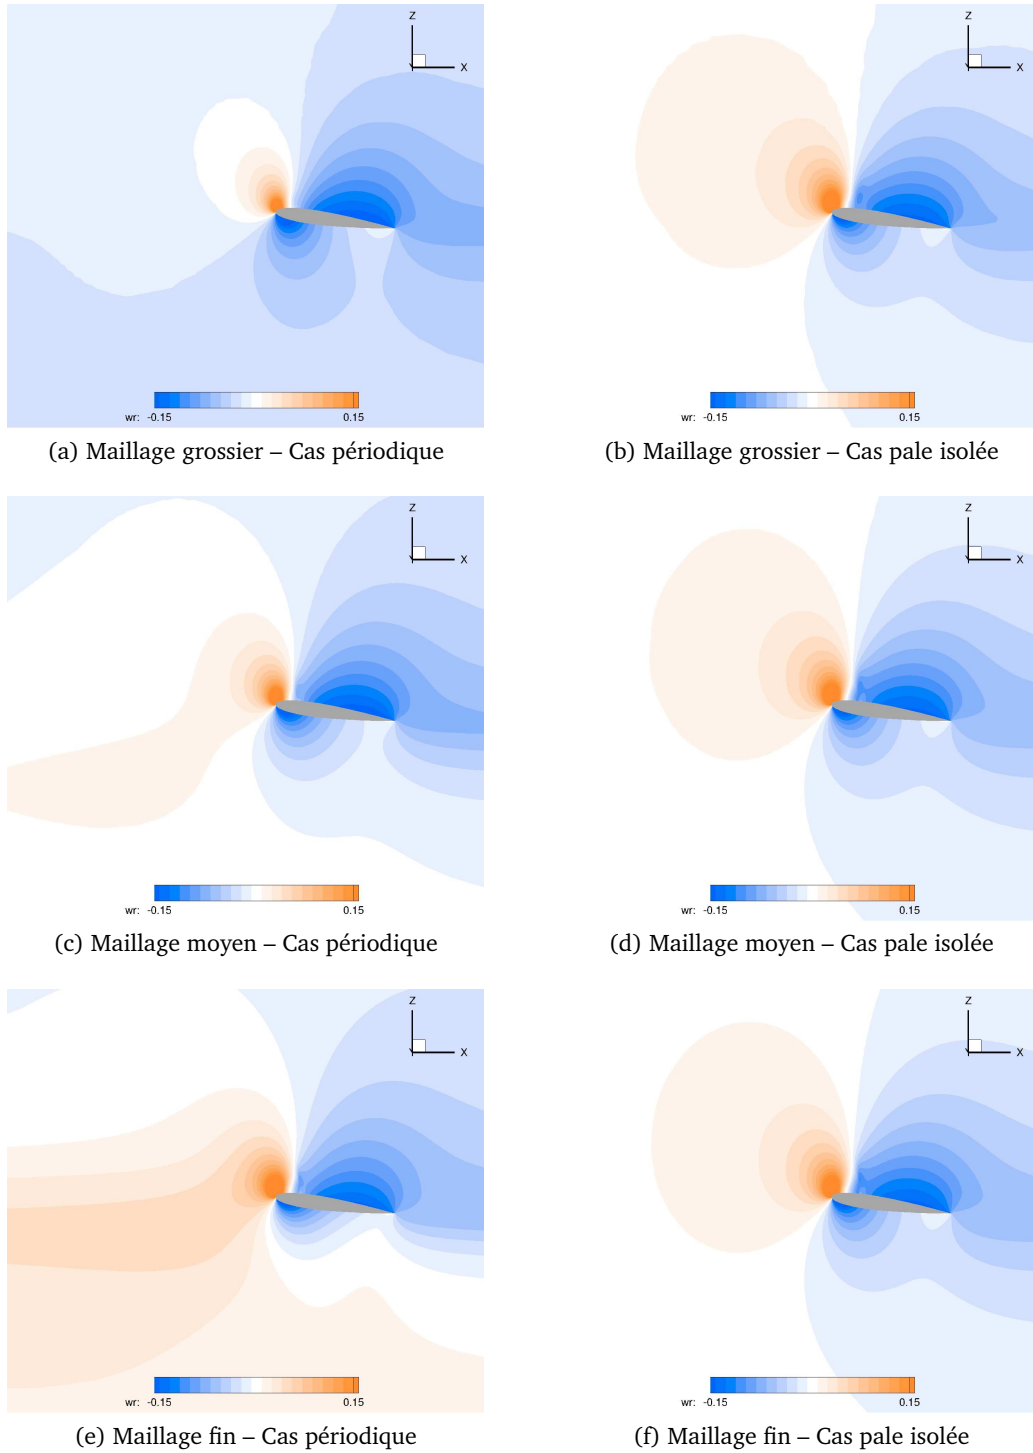 Z
X
wr: -0.15 0.15
(a) Maillage grossier – Cas périodique
Z
X
wr: -0.15 0.15
(b) Maillage grossier – Cas pale isolée
Z
X
wr: -0.15 0.15
(c) Maillage moyen – Cas périodique
Z
X
wr: -0.15 0.15
(d) Maillage moyen – Cas pale isolée
Z
X
wr: -0.15 0.15
(e) Maillage fin – Cas périodique
Z
X
wr: -0.15 0.15
(f) Maillage fin – Cas pale isolée